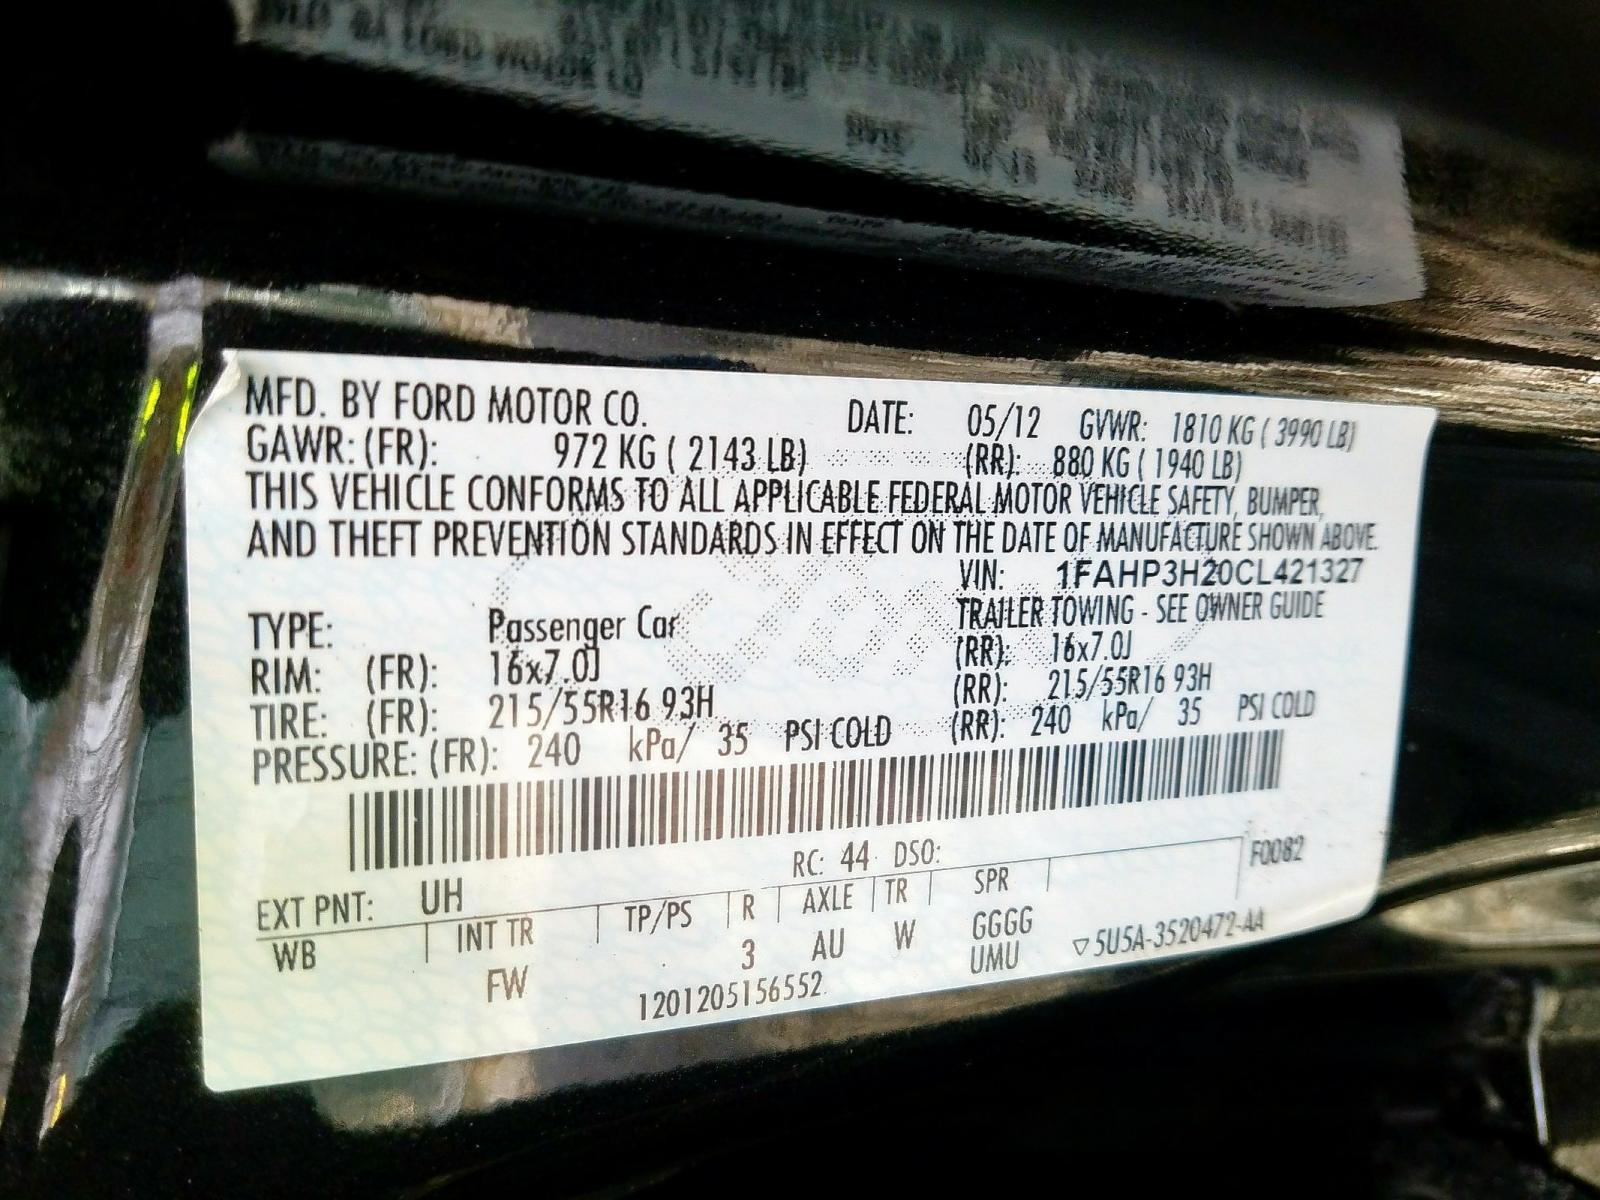 MFD. BY FORD MOTOR CO. DATE: 05/12 GVWR: 1810 KG ( 3990 LB)
GAWR: (FR): 972 KG ( 2143 LB) (RR): 880 KG ( 1940 LB)
THIS VEHICLE CONFORMS TO ALL APPLICABLE FEDERAL MOTOR VEHICLE SAFETY, BUMPER,
AND THEFT PREVENTION STANDARDS IN EFFECT ON THE DATE OF MANUFACTURE SHOWN ABOVE.
VIN: 1FAHP3H20CL421327
TYPE: Passenger Car TRAILER TOWING - SEE OWNER GUIDE
RIM: (FR): 16x7.0J (RR): 16x7.0J
TIRE: (FR): 215/55R16 93H (RR): 215/55R16 93H
PRESSURE: (FR): 240 kPa/ 35 PSI COLD (RR): 240 kPa/ 35 PSI COLD
RC: 44 DSO: F0082
EXT PNT: UH
WB INT TR TP/PS R AXLE TR SPR
FW 3 AU W GGGG
UMU ▽5U5A-3520472-AA
1201205156552